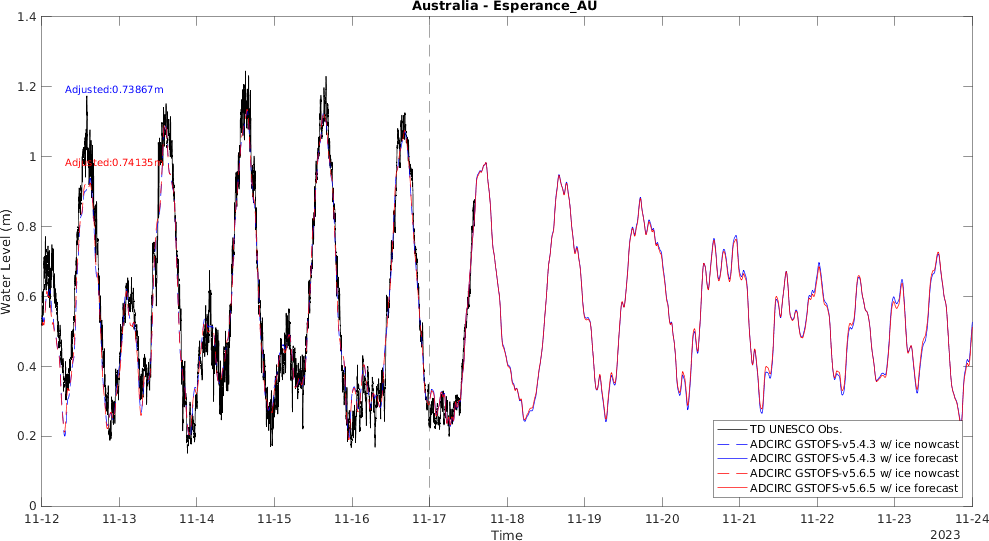 Australia - Esperance_AU
1.4
1.2
1
0.8
0.6
0.4
0.2
0
Water Level (m)
Adjusted:0.73867m
Adjusted:0.74135m
TD UNESCO Obs.
ADCIRC GSTOFS-v5.4.3 w/ ice nowcast
ADCIRC GSTOFS-v5.4.3 w/ ice forecast
ADCIRC GSTOFS-v5.6.5 w/ ice nowcast
ADCIRC GSTOFS-v5.6.5 w/ ice forecast
11-12 11-13 11-14 11-15 11-16 11-17 11-18 11-19 11-20 11-21 11-22 11-23 11-24
Time
2023